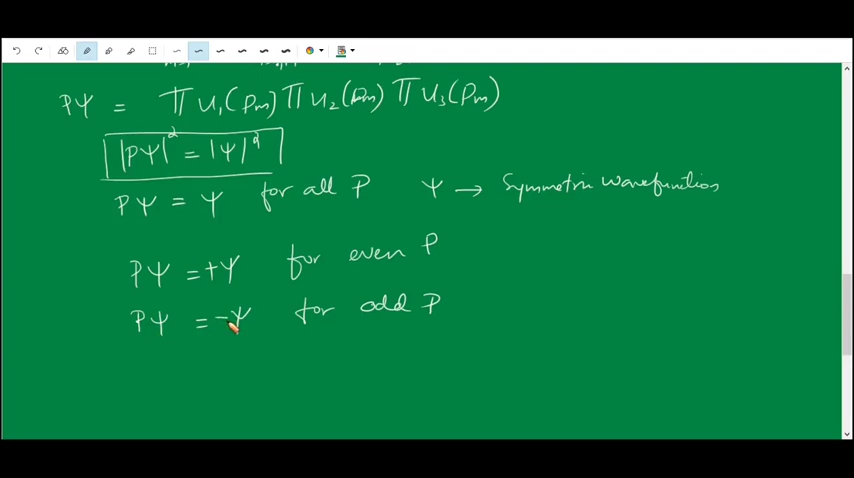 PΨ = Π u₁(Pm) Π u₂(Pm) Π u₃(Pm)
|PΨ|² = |Ψ|²
PΨ = Ψ for all P Ψ → Symmetric wavefunction
PΨ = +Ψ for even P
PΨ = -Ψ for odd P